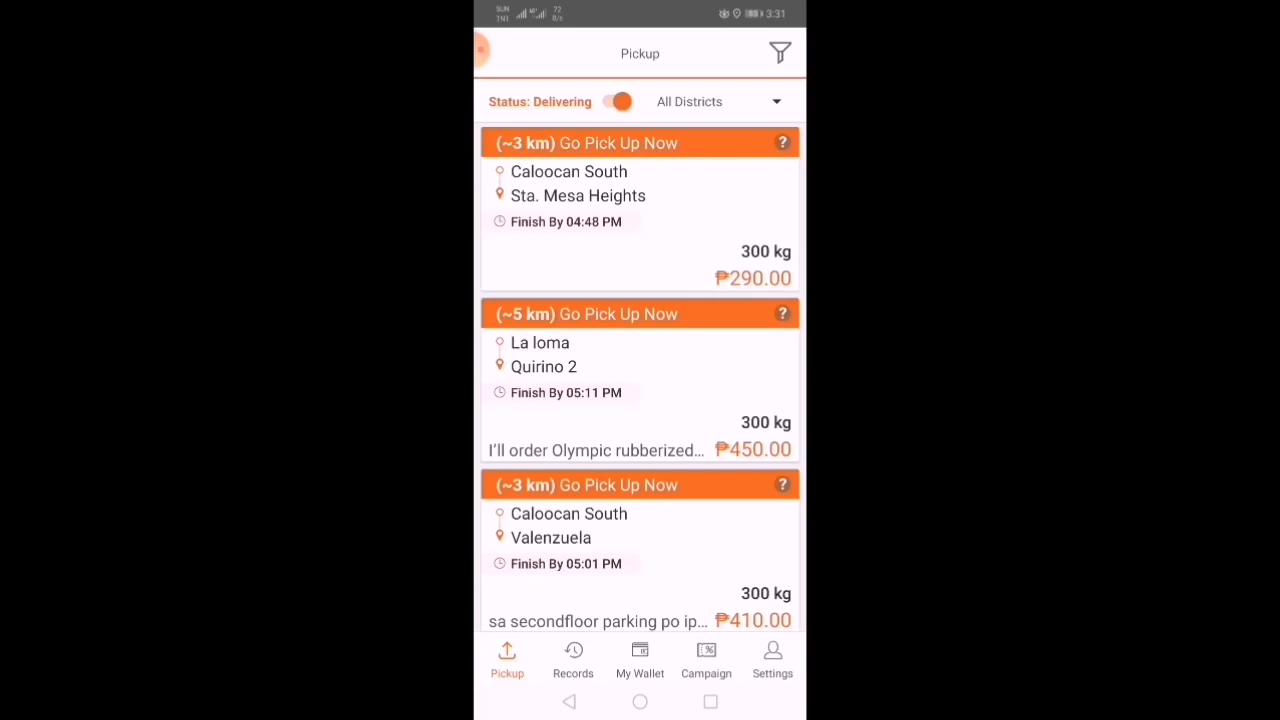 SUN
TNT
4G+
72
B/s
3:31
Pickup
Status: Delivering
All Districts
(~3 km) Go Pick Up Now
?
Caloocan South
Sta. Mesa Heights
Finish By 04:48 PM
300 kg
₱290.00
(~5 km) Go Pick Up Now
?
La loma
Quirino 2
Finish By 05:11 PM
300 kg
I'll order Olympic rubberized... ₱450.00
(~3 km) Go Pick Up Now
?
Caloocan South
Valenzuela
Finish By 05:01 PM
300 kg
sa secondfloor parking po ip... ₱410.00
Pickup
Records
My Wallet
Campaign
Settings